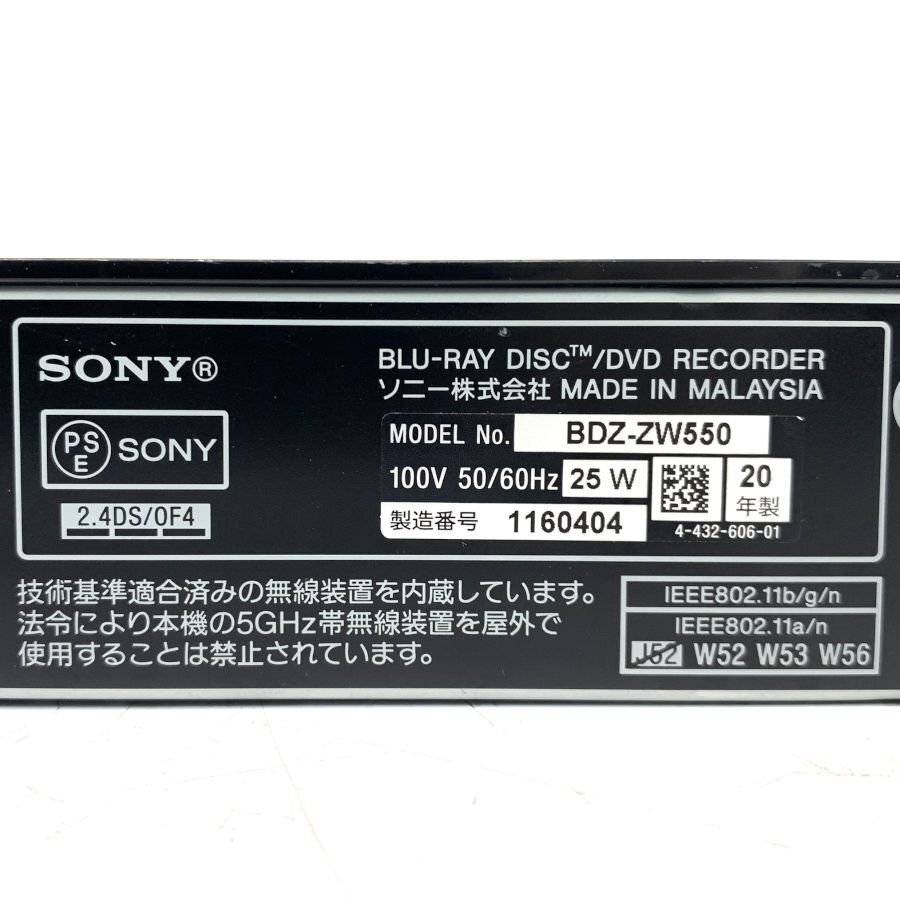 SONY®
BLU-RAY DISC™/DVD RECORDER
ソニー株式会社 MADE IN MALAYSIA
PSE SONY
MODEL No. BDZ-ZW550
100V 50/60Hz 25 W
20
年製
2.4DS/OF4
製造番号 1160404
4-432-606-01
技術基準適合済みの無線装置を内蔵しています。
法令により本機の5GHz帯無線装置を屋外で
使用することは禁止されています。
IEEE802.11b/g/n
IEEE802.11a/n
J52 W52 W53 W56